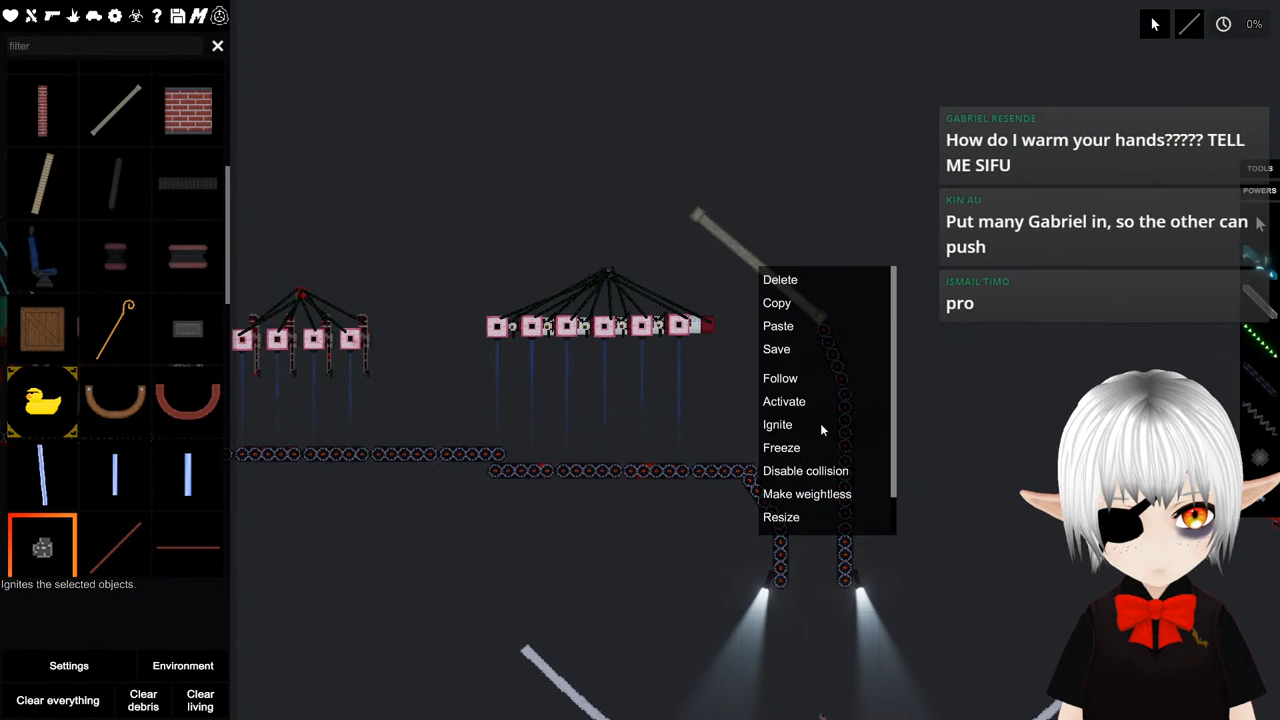 filter
0%
GABRIEL RESENDE
How do I warm your hands????? TELL
ME SIFU
TOOLS
POWERS
KIN AU
Put many Gabriel in, so the other can
push
ISMAIL TIMO
pro
Delete
Copy
Paste
Save
Follow
Activate
Ignite
Freeze
Disable collision
Make weightless
Resize
Ignites the selected objects.
Settings
Environment
Clear everything
Clear
debris
Clear
living